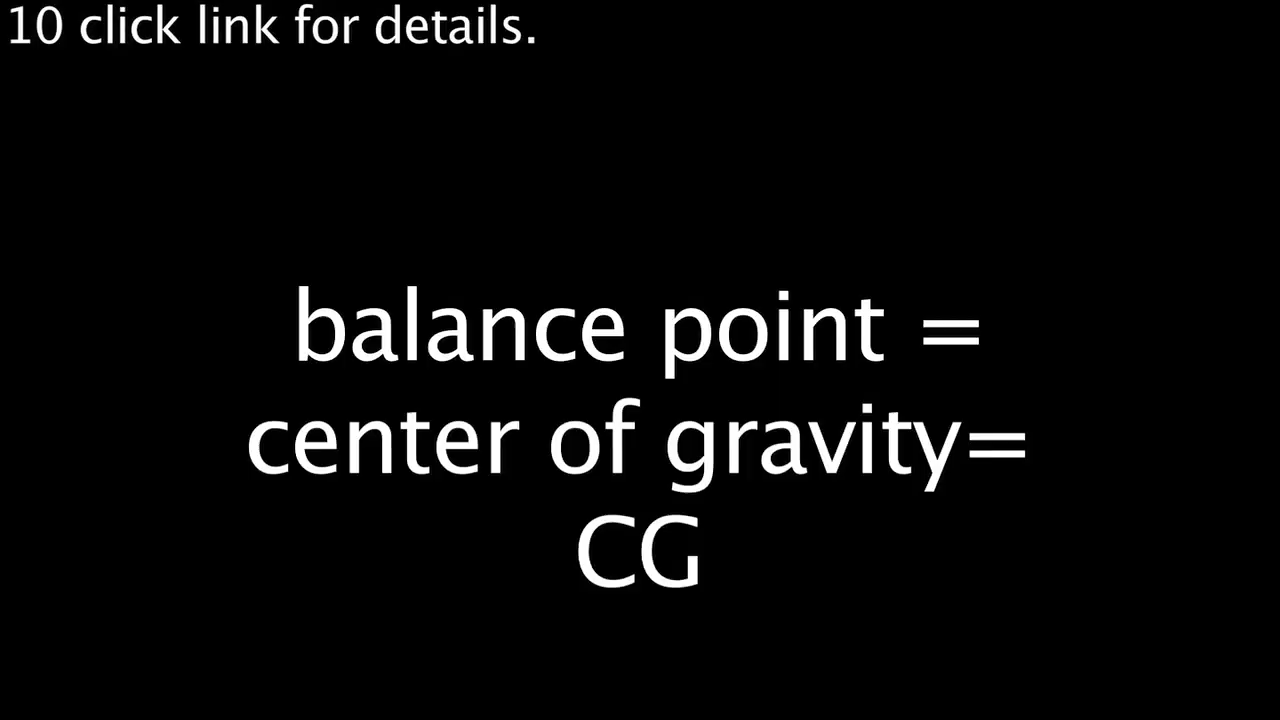 10 click link for details.
balance point =
center of gravity=
CG